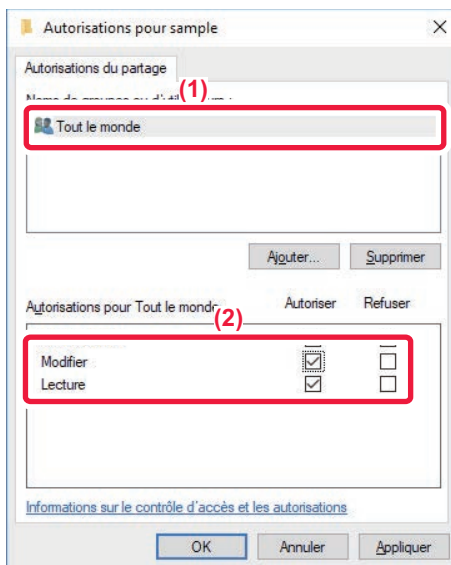 Autorisations pour sample
Autorisations du partage
(1)
Tout le monde
Ajouter... Supprimer
Autorisations pour Tout le monde Autoriser Refuser
(2)
Modifier
Lecture
Informations sur le contrôle d'accès et les autorisations
OK Annuler Appliquer